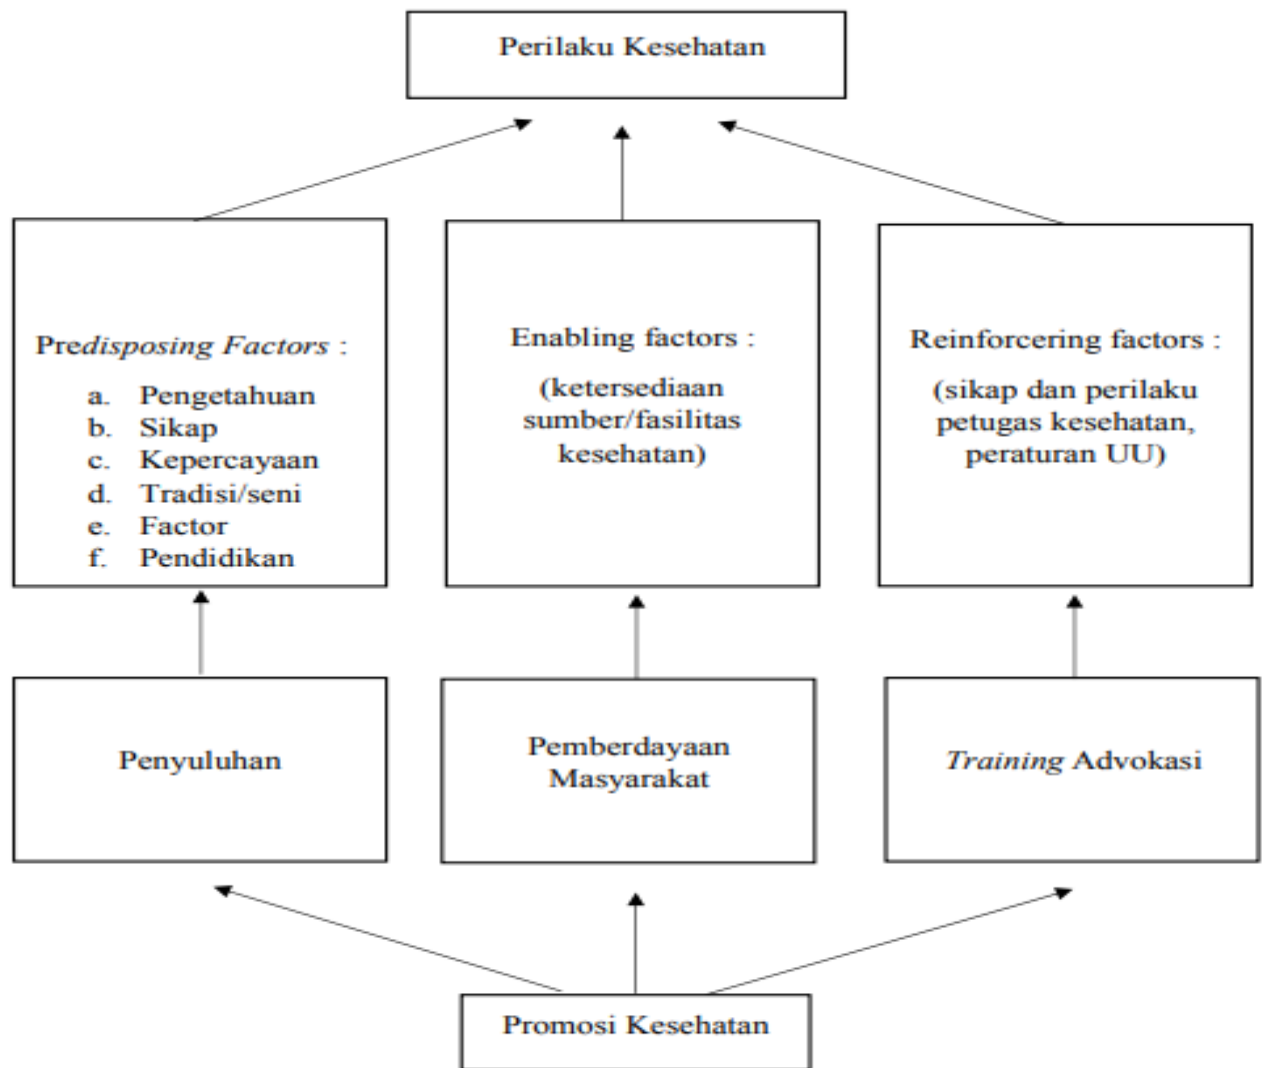 Perilaku Kesehatan
Predisposing Factors :
a. Pengetahuan
b. Sikap
c. Kepercayaan
d. Tradisi/seni
e. Factor
f. Pendidikan
Enabling factors :
(ketersediaan
sumber/fasilitas
kesehatan)
Reinforcering factors :
(sikap dan perilaku
petugas kesehatan,
peraturan UU)
Penyuluhan
Pemberdayaan
Masyarakat
Training Advokasi
Promosi Kesehatan